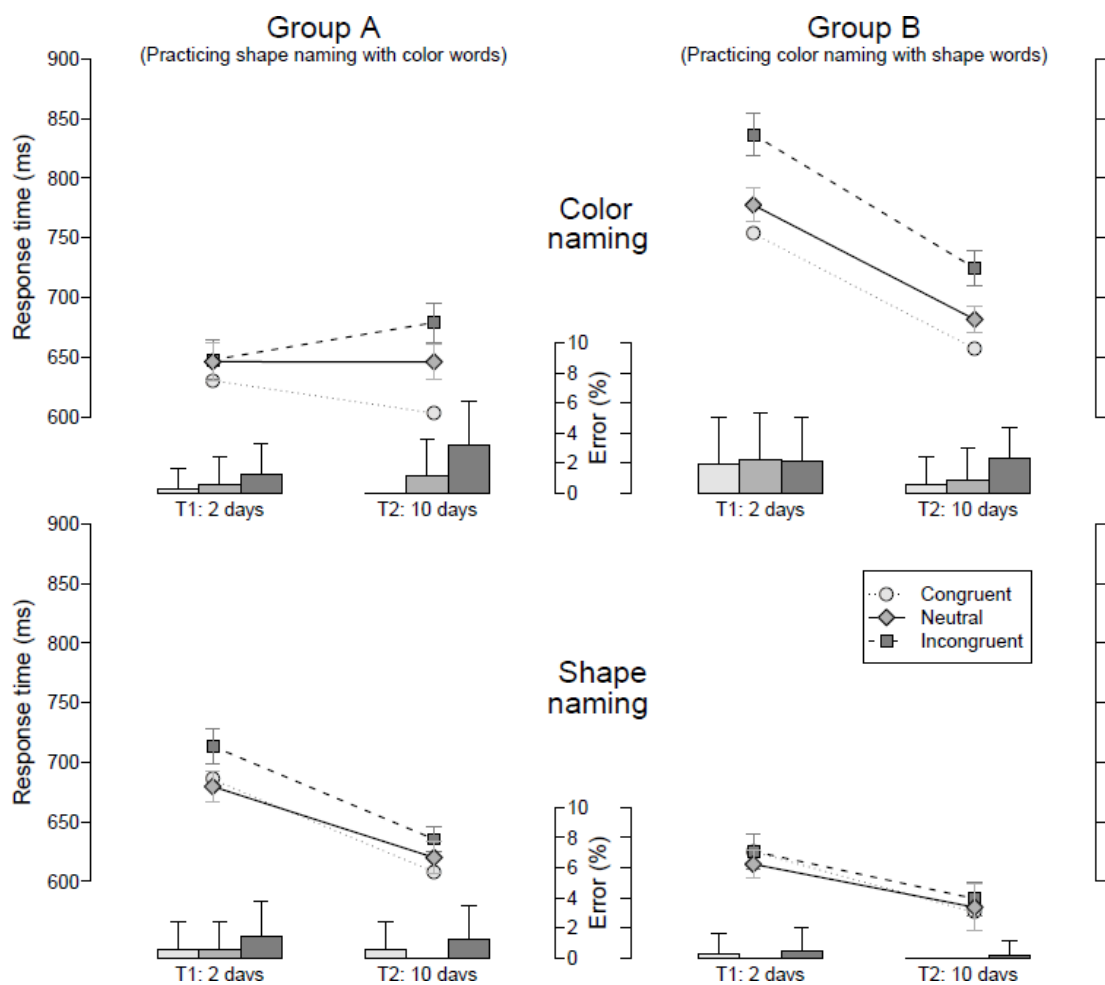 Group A
(Practicing shape naming with color words)
Group B
(Practicing color naming with shape words)
Response time (ms)
900
850
800
750
700
650
600
Color
naming
Error (%)
10
8
6
4
2
0
T1: 2 days
T2: 10 days
T1: 2 days
T2: 10 days
Response time (ms)
900
850
800
750
700
650
600
Congruent
Neutral
Incongruent
Shape
naming
Error (%)
10
8
6
4
2
0
T1: 2 days
T2: 10 days
T1: 2 days
T2: 10 days